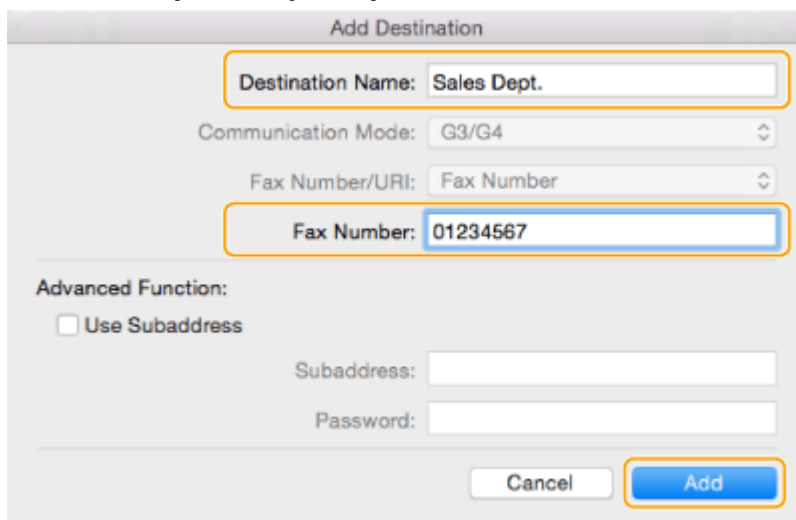 Add Destination
Destination Name: Sales Dept.
Communication Mode: G3/G4
Fax Number/URI: Fax Number
Fax Number: 01234567
Advanced Function:
Use Subaddress
Subaddress:
Password:
Cancel Add